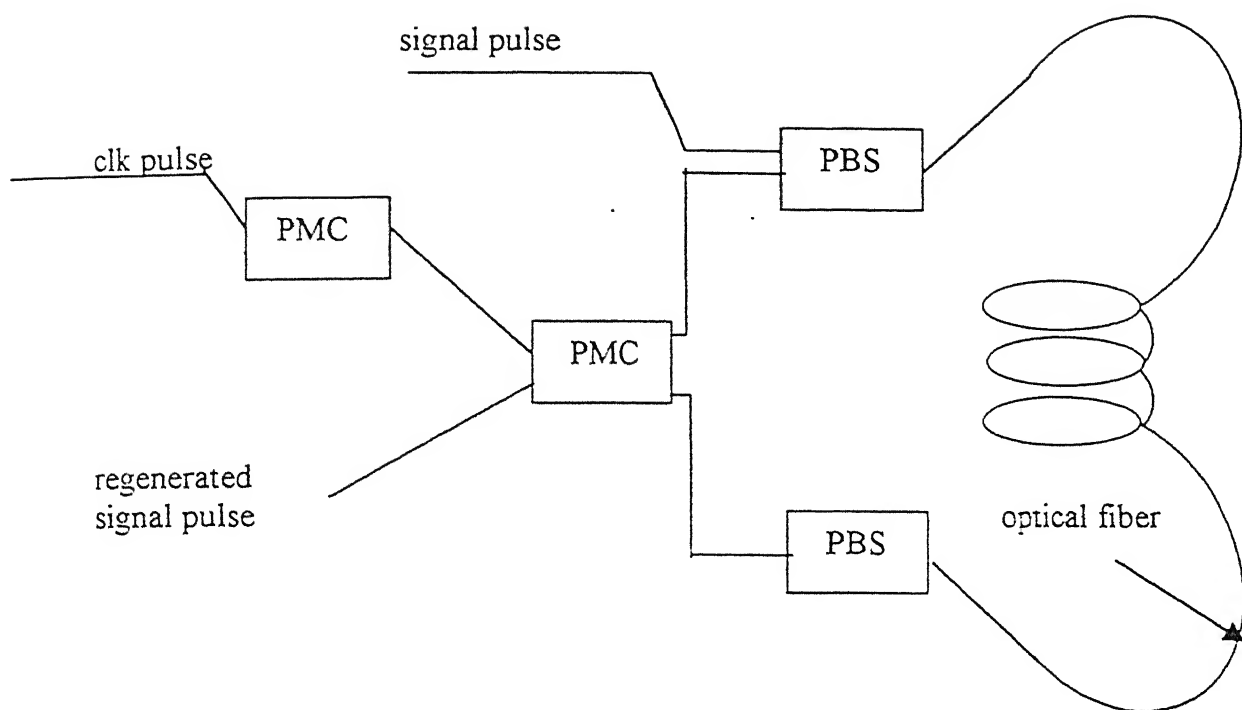 signal pulse
clk pulse
PBS
PMC
PMC
regenerated
signal pulse
PBS
optical fiber